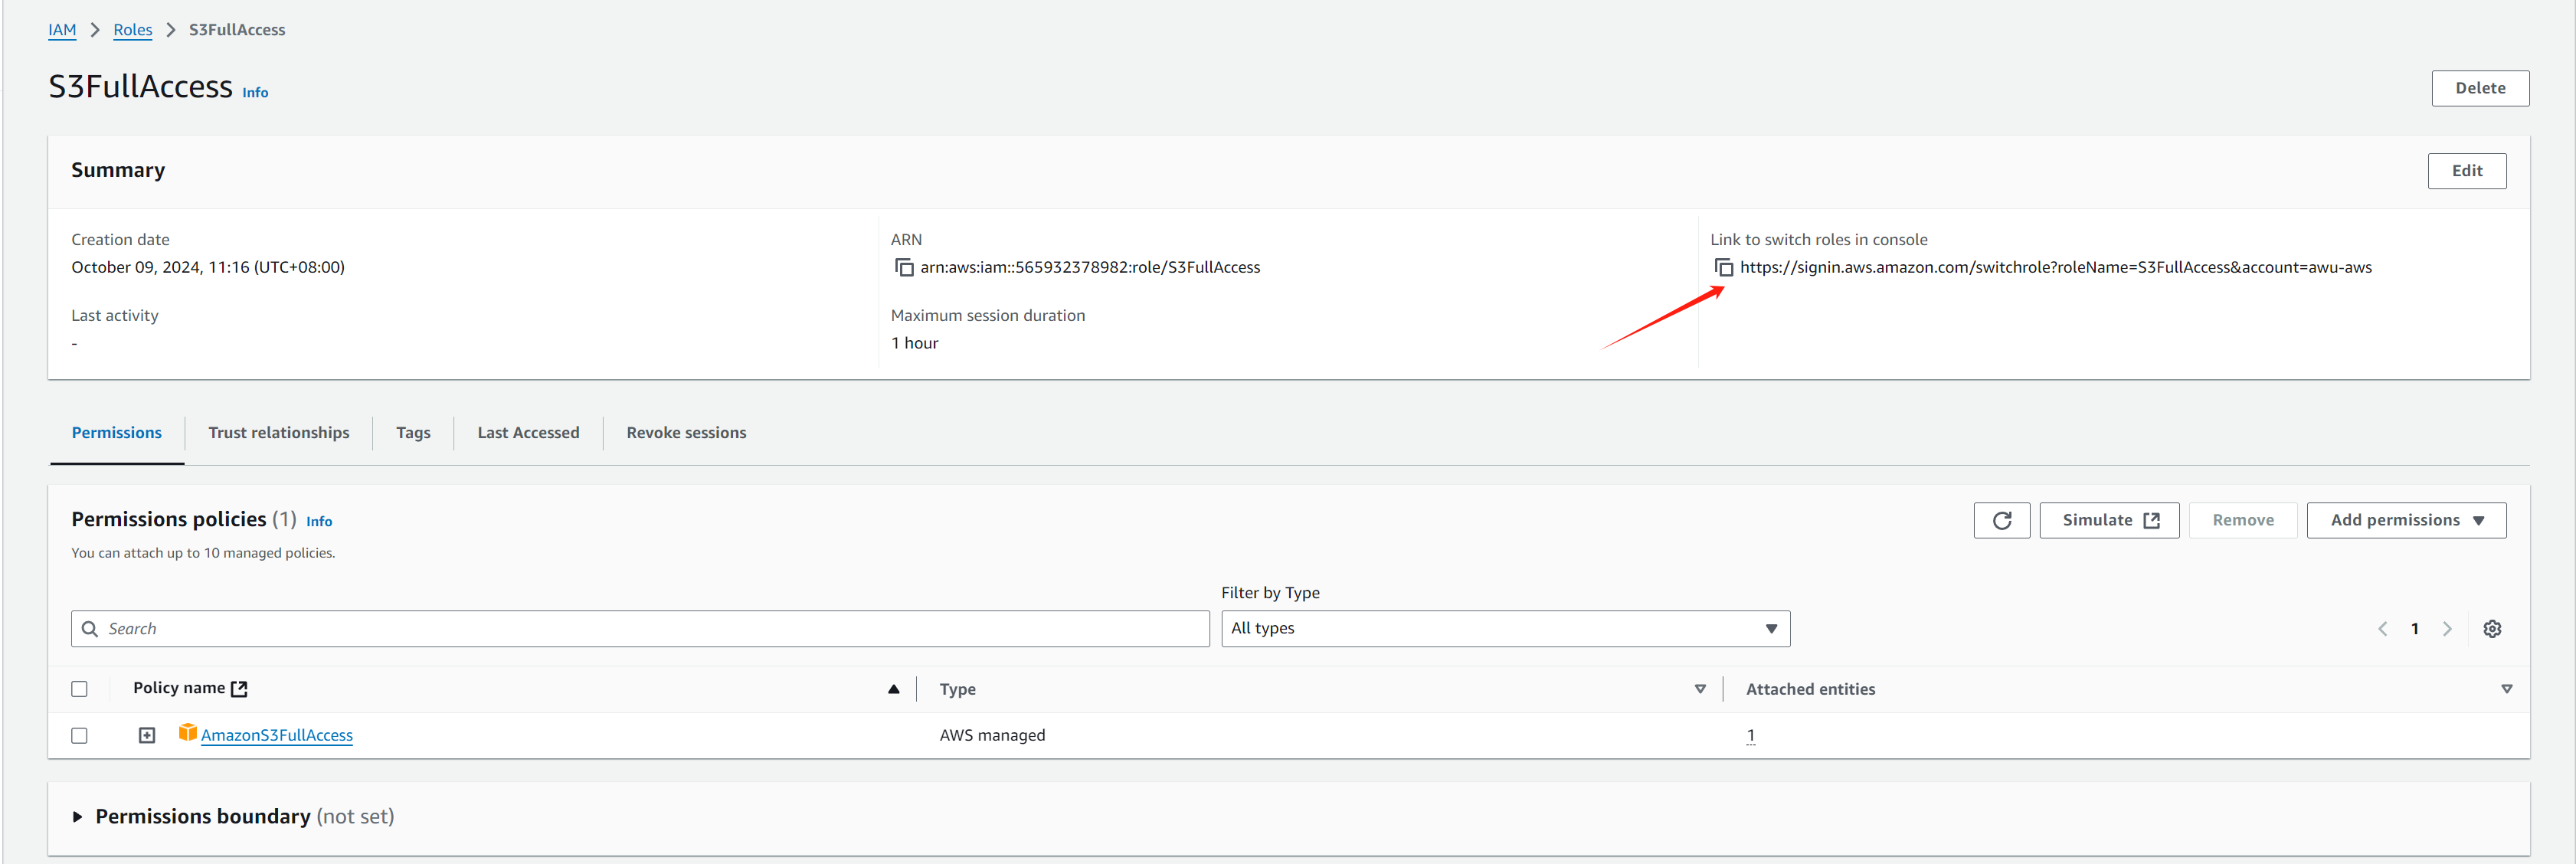 IAM > Roles > S3FullAccess
S3FullAccess Info
Delete
Summary
Edit
Creation date
October 09, 2024, 11:16 (UTC+08:00)
ARN
arn:aws:iam::565932378982:role/S3FullAccess
Link to switch roles in console
https://signin.aws.amazon.com/switchrole?roleName=S3FullAccess&account=awu-aws
Last activity
-
Maximum session duration
1 hour
Permissions
Trust relationships
Tags
Last Accessed
Revoke sessions
Permissions policies (1) Info
You can attach up to 10 managed policies.
Simulate
Remove
Add permissions
Filter by Type
Search
All types
1
Policy name
Type
Attached entities
AmazonS3FullAccess
AWS managed
1
Permissions boundary (not set)